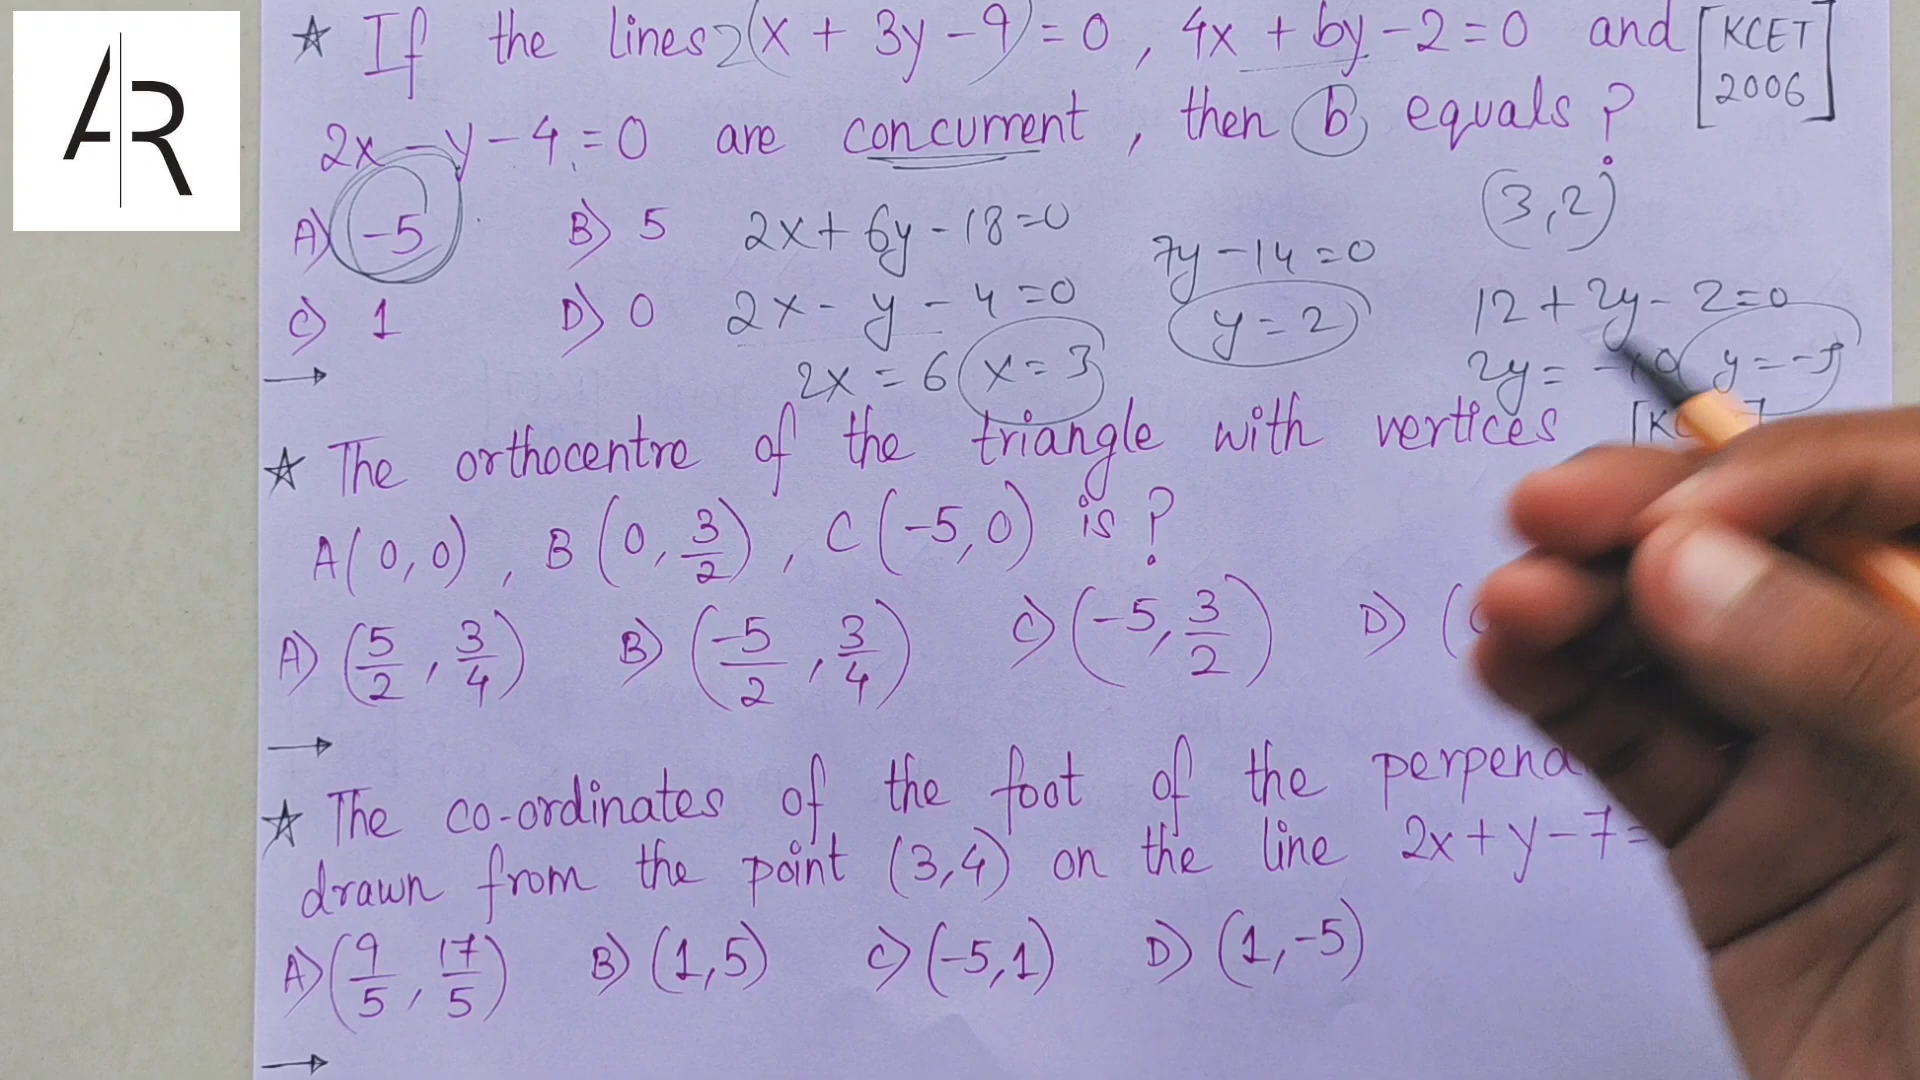 AR
☆ If the lines 2(x + 3y - 9) = 0 , 4x + by - 2 = 0 and [KCET 2006]
2x - y - 4 = 0 are concurrent , then b equals ?
A) -5 B) 5 C) 1 D) 0
2x + 6y - 18 = 0
2x - y - 4 = 0
2x = 6 x = 3
7y - 14 = 0
y = 2
(3,2)
12 + 2y - 2 = 0
2y = -10 y = -5
→
☆ The orthocentre of the triangle with vertices
A(0,0) , B(0, 3/2) , C(-5,0) is ?
A) (5/2 , 3/4) B) (-5/2 , 3/4) C) (-5, 3/2) D) (
→
☆ The co-ordinates of the foot of the
drawn from the point (3,4) on the line 2x + y - 7 =
A) (9/5 , 17/5) B) (1,5) C) (-5,1) D) (1,-5)
→